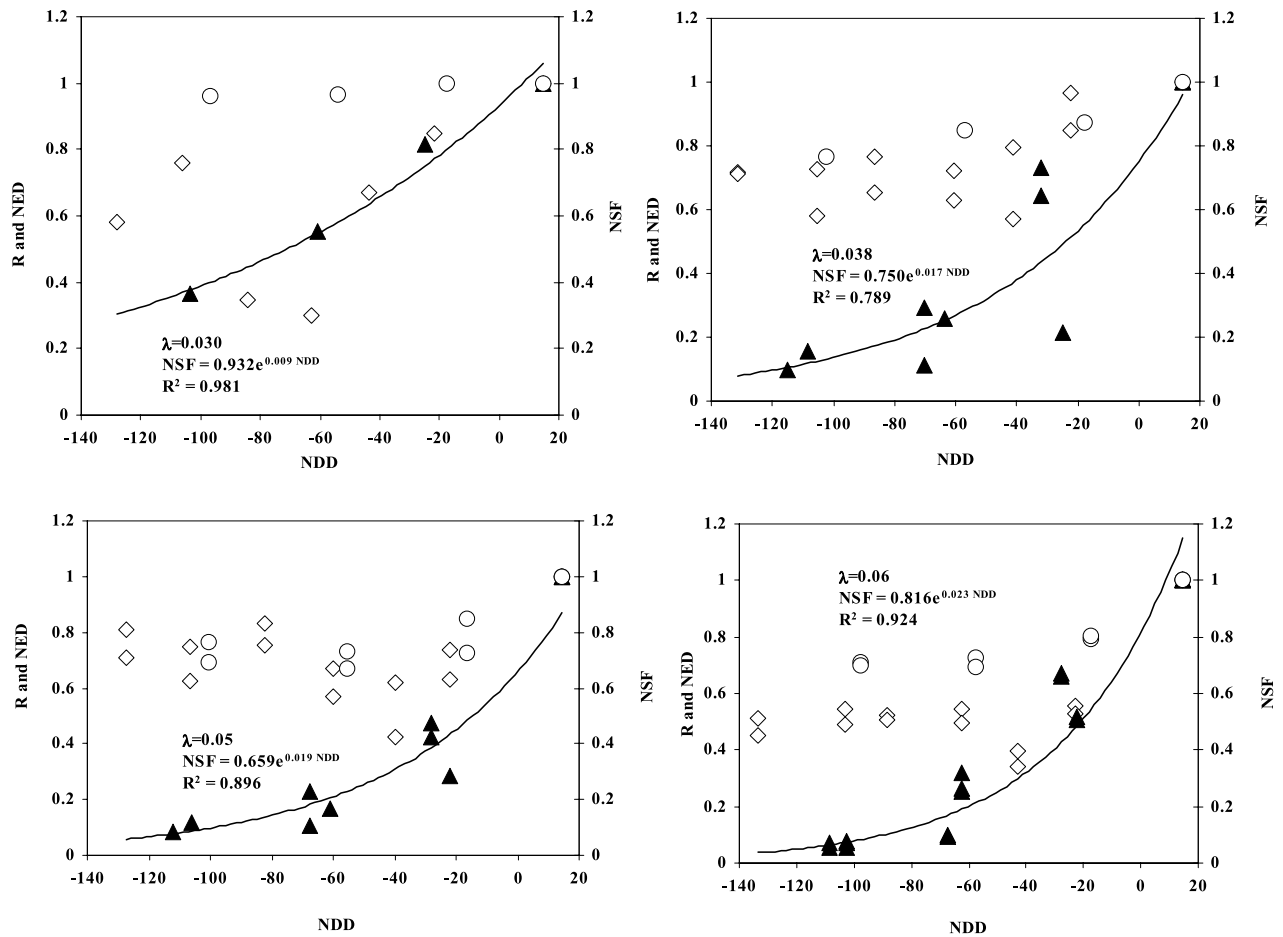 1.2
1
0.8
0.6
0.4
0.2
0
R and NED
1.2
1
0.8
0.6
0.4
0.2
0
NSF
λ=0.030
NSF = 0.932e^0.009 NDD
R² = 0.981
-140 -120 -100 -80 -60 -40 -20 0 20
NDD
1.2
1
0.8
0.6
0.4
0.2
0
R and NED
1.2
1
0.8
0.6
0.4
0.2
0
NSF
λ=0.038
NSF = 0.750e^0.017 NDD
R² = 0.789
-140 -120 -100 -80 -60 -40 -20 0 20
NDD
1.2
1
0.8
0.6
0.4
0.2
0
R and NED
1.2
1
0.8
0.6
0.4
0.2
0
NSF
λ=0.05
NSF = 0.659e^0.019 NDD
R² = 0.896
-140 -120 -100 -80 -60 -40 -20 0 20
NDD
1.2
1
0.8
0.6
0.4
0.2
0
R and NED
1.2
1
0.8
0.6
0.4
0.2
0
NSF
λ=0.06
NSF = 0.816e^0.023 NDD
R² = 0.924
-140 -120 -100 -80 -60 -40 -20 0 20
NDD